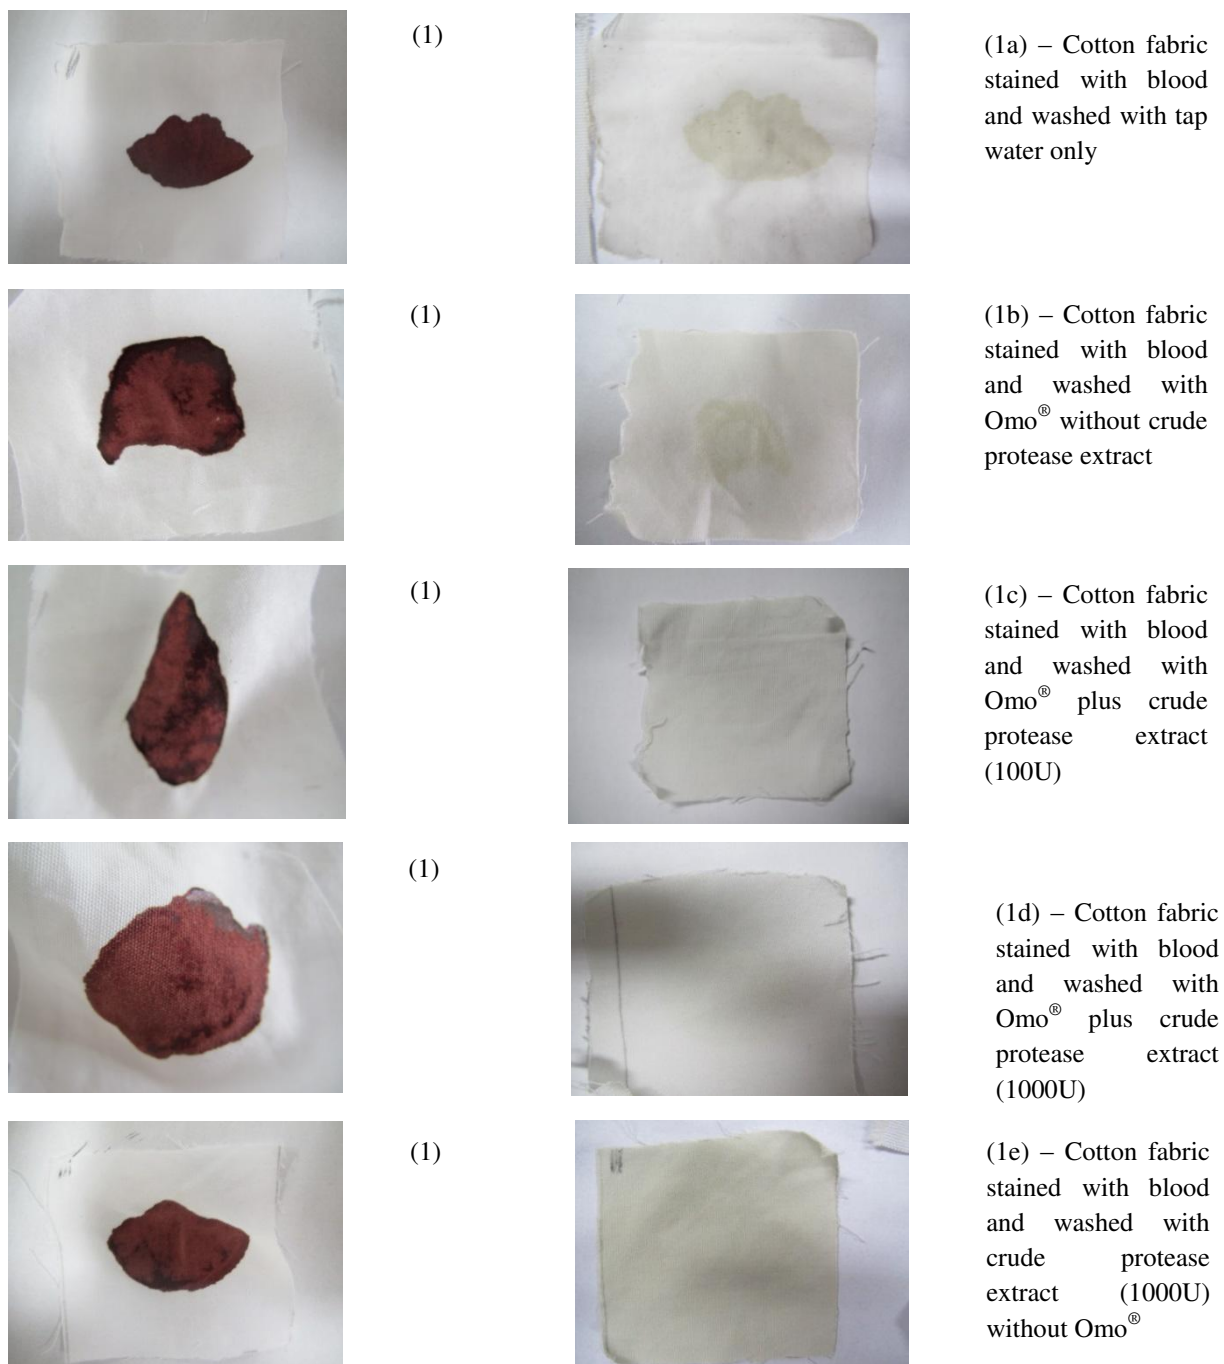 (1)
(1a) – Cotton fabric
stained with blood
and washed with tap
water only
(1)
(1b) – Cotton fabric
stained with blood
and washed with
Omo® without crude
protease extract
(1)
(1c) – Cotton fabric
stained with blood
and washed with
Omo® plus crude
protease extract
(100U)
(1)
(1d) – Cotton fabric
stained with blood
and washed with
Omo® plus crude
protease extract
(1000U)
(1)
(1e) – Cotton fabric
stained with blood
and washed with
crude protease
extract (1000U)
without Omo®